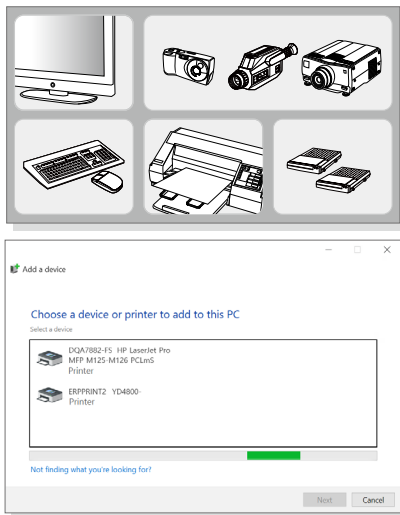 Add a device
Choose a device or printer to add to this PC
Select a device
DQA7882-F5 HP LaserJet Pro
MFP M125-M126 PCLmS
Printer
ERPPRINT2 YD4800-
Printer
Not finding what you're looking for?
Next Cancel